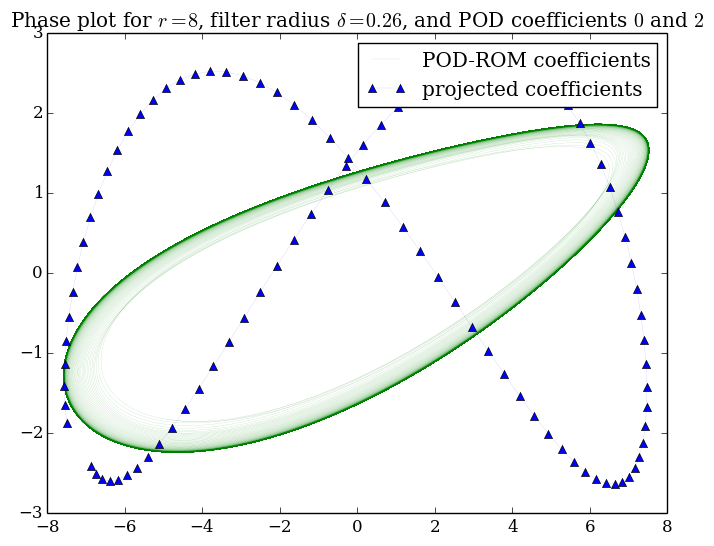 Phase plot for r = 8, filter radius δ = 0.26, and POD coefficients 0 and 2
3
POD-ROM coefficients
projected coefficients
2
1
0
−1
−2
−3
−8 −6 −4 −2 0 2 4 6 8